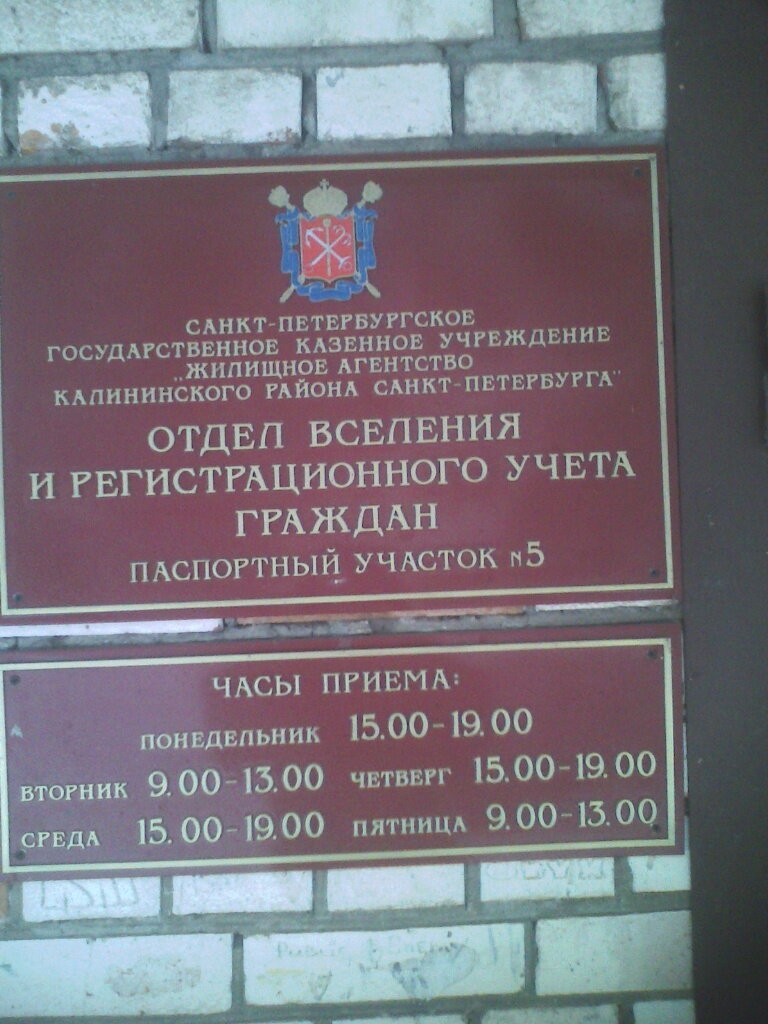 САНКТ-ПЕТЕРБУРГСКОЕ
ГОСУДАРСТВЕННОЕ КАЗЕННОЕ УЧРЕЖДЕНИЕ
„ЖИЛИЩНОЕ АГЕНТСТВО
КАЛИНИНСКОГО РАЙОНА САНКТ-ПЕТЕРБУРГА"
ОТДЕЛ ВСЕЛЕНИЯ
И РЕГИСТРАЦИОННОГО УЧЕТА
ГРАЖДАН
ПАСПОРТНЫЙ УЧАСТОК N5
ЧАСЫ ПРИЕМА:
ПОНЕДЕЛЬНИК 15.00-19.00
ВТОРНИК 9.00-13.00 ЧЕТВЕРГ 15.00-19.00
СРЕДА 15.00-19.00 ПЯТНИЦА 9.00-13.00